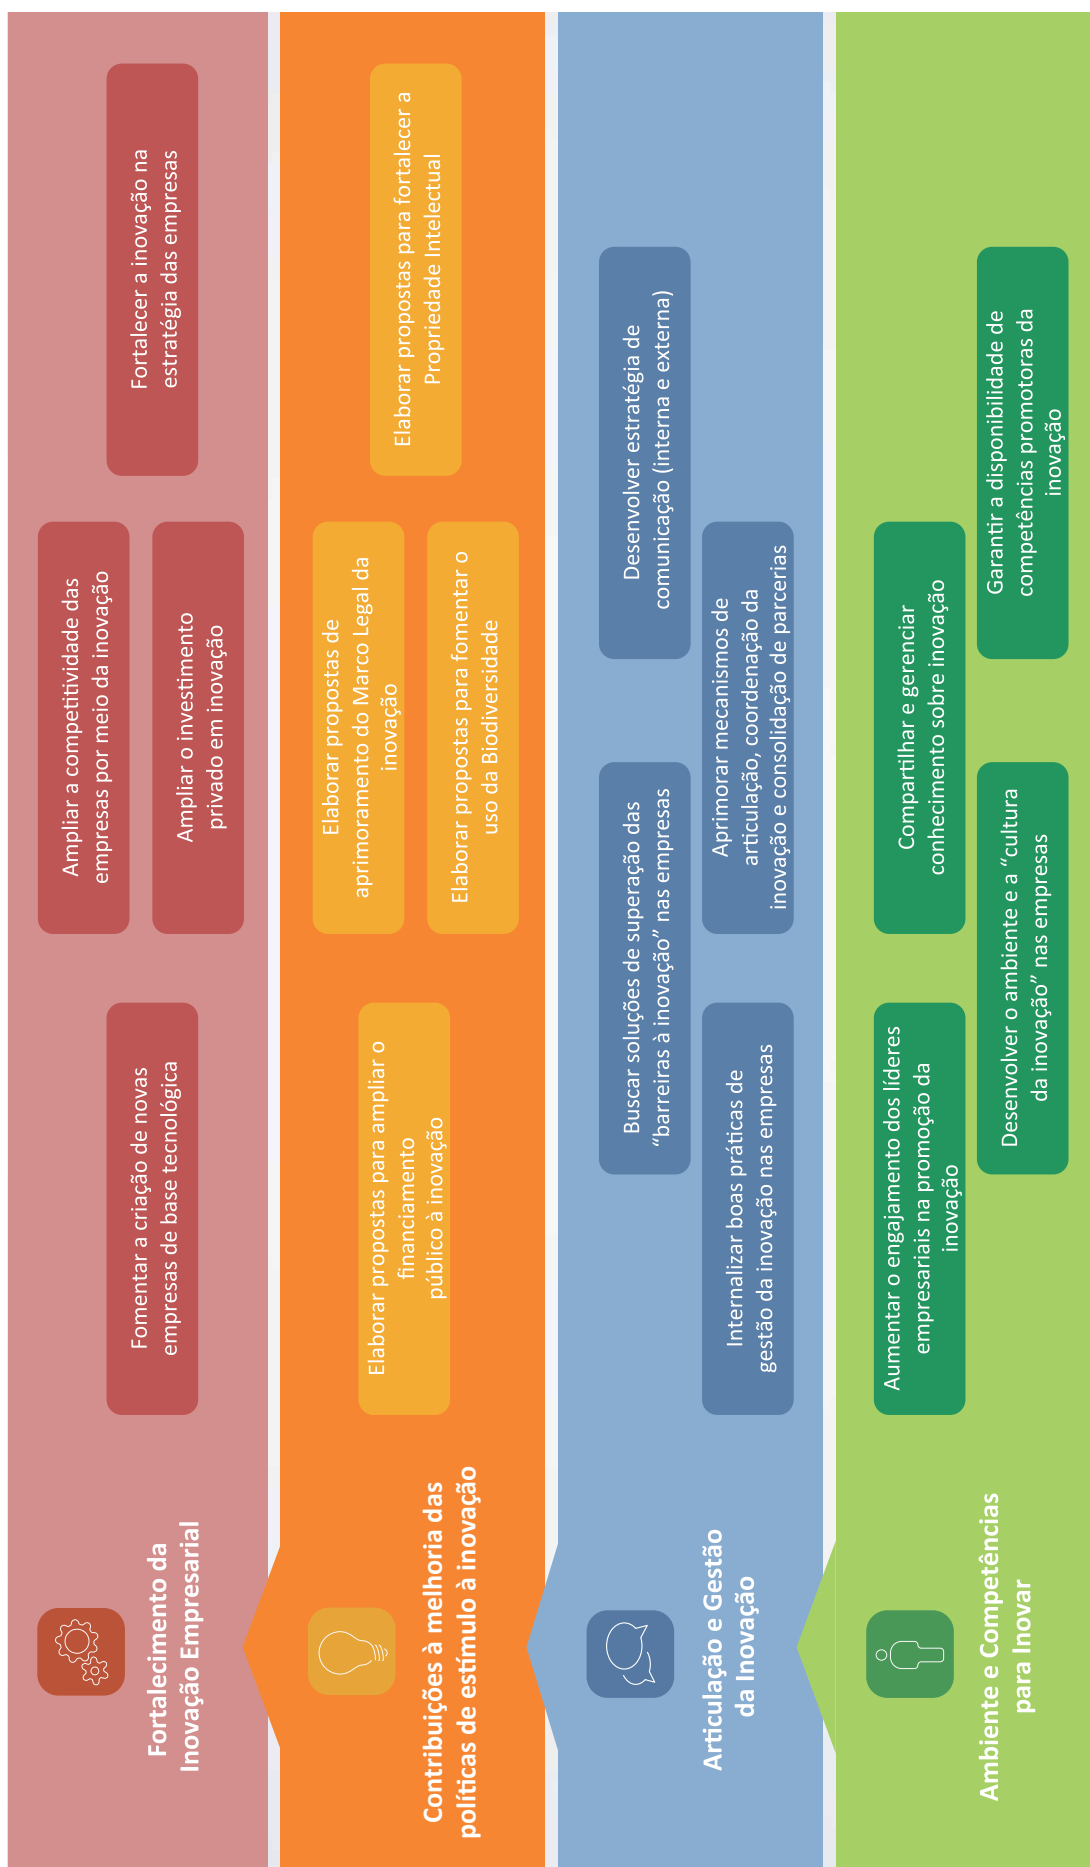 Fortalecimento da
Inovação Empresarial
Fomentar a criação de novas
empresas de base tecnológica
Ampliar a competitividade das
empresas por meio da inovação
Ampliar o investimento
privado em inovação
Fortalecer a inovação na
estratégia das empresas
Contribuições à melhoria das
políticas de estímulo à inovação
Elaborar propostas para ampliar o
financiamento
público à inovação
Elaborar propostas de
aprimoramento do Marco Legal da
inovação
Elaborar propostas para fomentar o
uso da Biodiversidade
Elaborar propostas para fortalecer a
Propriedade Intelectual
Articulação e Gestão
da Inovação
Buscar soluções de superação das
“barreiras à inovação” nas empresas
Desenvolver estratégia de
comunicação (interna e externa)
Internalizar boas práticas de
gestão da inovação nas empresas
Aprimorar mecanismos de
articulação, coordenação da
inovação e consolidação de parcerias
Ambiente e Competências
para Inovar
Aumentar o engajamento dos líderes
empresariais na promoção da
inovação
Compartilhar e gerenciar
conhecimento sobre inovação
Desenvolver o ambiente e a “cultura
da inovação” nas empresas
Garantir a disponibilidade de
competências promotoras da
inovação